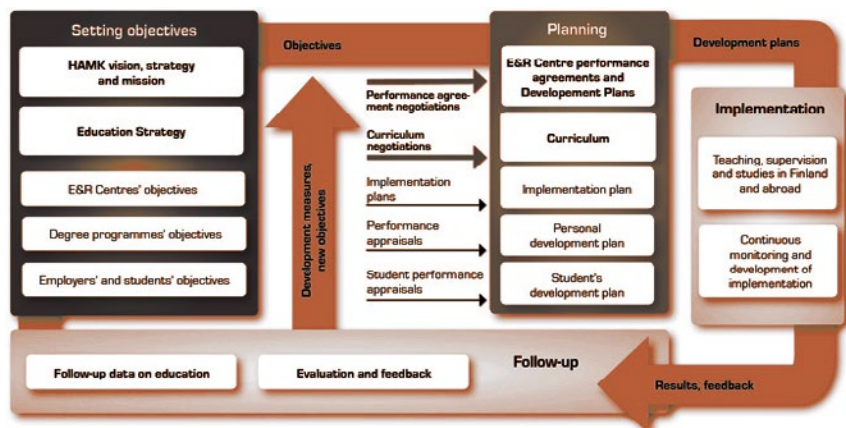 Setting objectives
HAMK vision, strategy
and mission
Education Strategy
E&R Centres' objectives
Degree programmes' objectives
Employers' and students' objectives
Objectives
Development measures,
new objectives
Performance agree-
ment negotiations
Curriculum
negotiations
Implementation
plans
Performance
appraisals
Student performance
appraisals
Planning
E&R Centre performance
agreements and
Developement Plans
Curriculum
Implementation plan
Personal
development plan
Student's
development plan
Development plans
Implementation
Teaching, supervision
and studies in Finland
and abroad
Continuous
monitoring and
development of
implementation
Follow-up data on education
Evaluation and feedback
Follow-up
Results, feedback